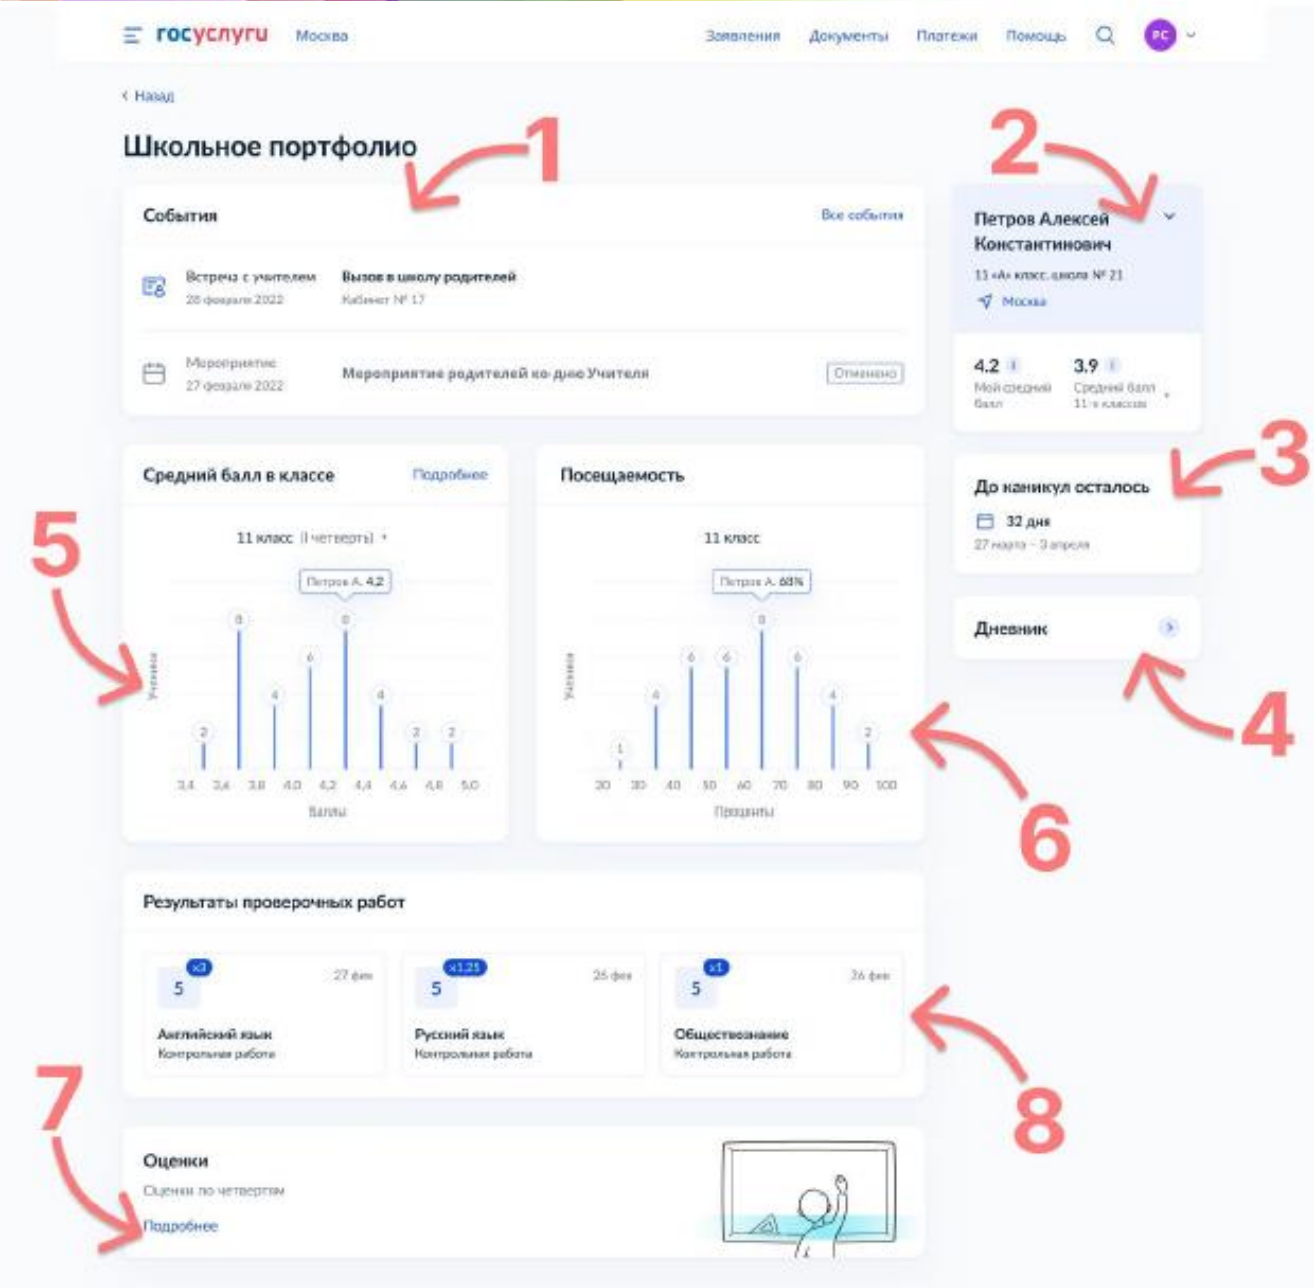 госуслуги Москва Заявления Документы Платежи Помощь РС
Назад
Школьное портфолио
1
2
События Все события
Встреча с учителем Вызов в школу родителей
28 февраля 2022 Кабинет № 17
Мероприятие Мероприятие родителей ко дню Учителя Отменено
27 февраля 2022
Петров Алексей
Константинович
11 «А» класс, школа № 21
Москва
4.2 3.9
Мой средний балл
Средний балл 11-х классов
3
До каникул осталось
32 дня
27 марта – 3 апреля
Дневник
4
5
Средний балл в классе Подробнее
11 класс (I четверть)
Петров А. 4.2
8 8
6
4 4
2 2 2
Ученики
3,4 3,6 3,8 4,0 4,2 4,4 4,6 4,8 5,0
Баллы
Посещаемость
11 класс
Петров А. 68%
8
6 6 6
4 4
1 2
Ученики
20 30 40 50 60 70 80 90 100
Проценты
6
Результаты проверочных работ
x3 5 27 фев
Английский язык
Контрольная работа
x1.25 5 26 фев
Русский язык
Контрольная работа
x1 5 26 фев
Обществознание
Контрольная работа
8
7
Оценки
Оценки по четвертям
Подробнее